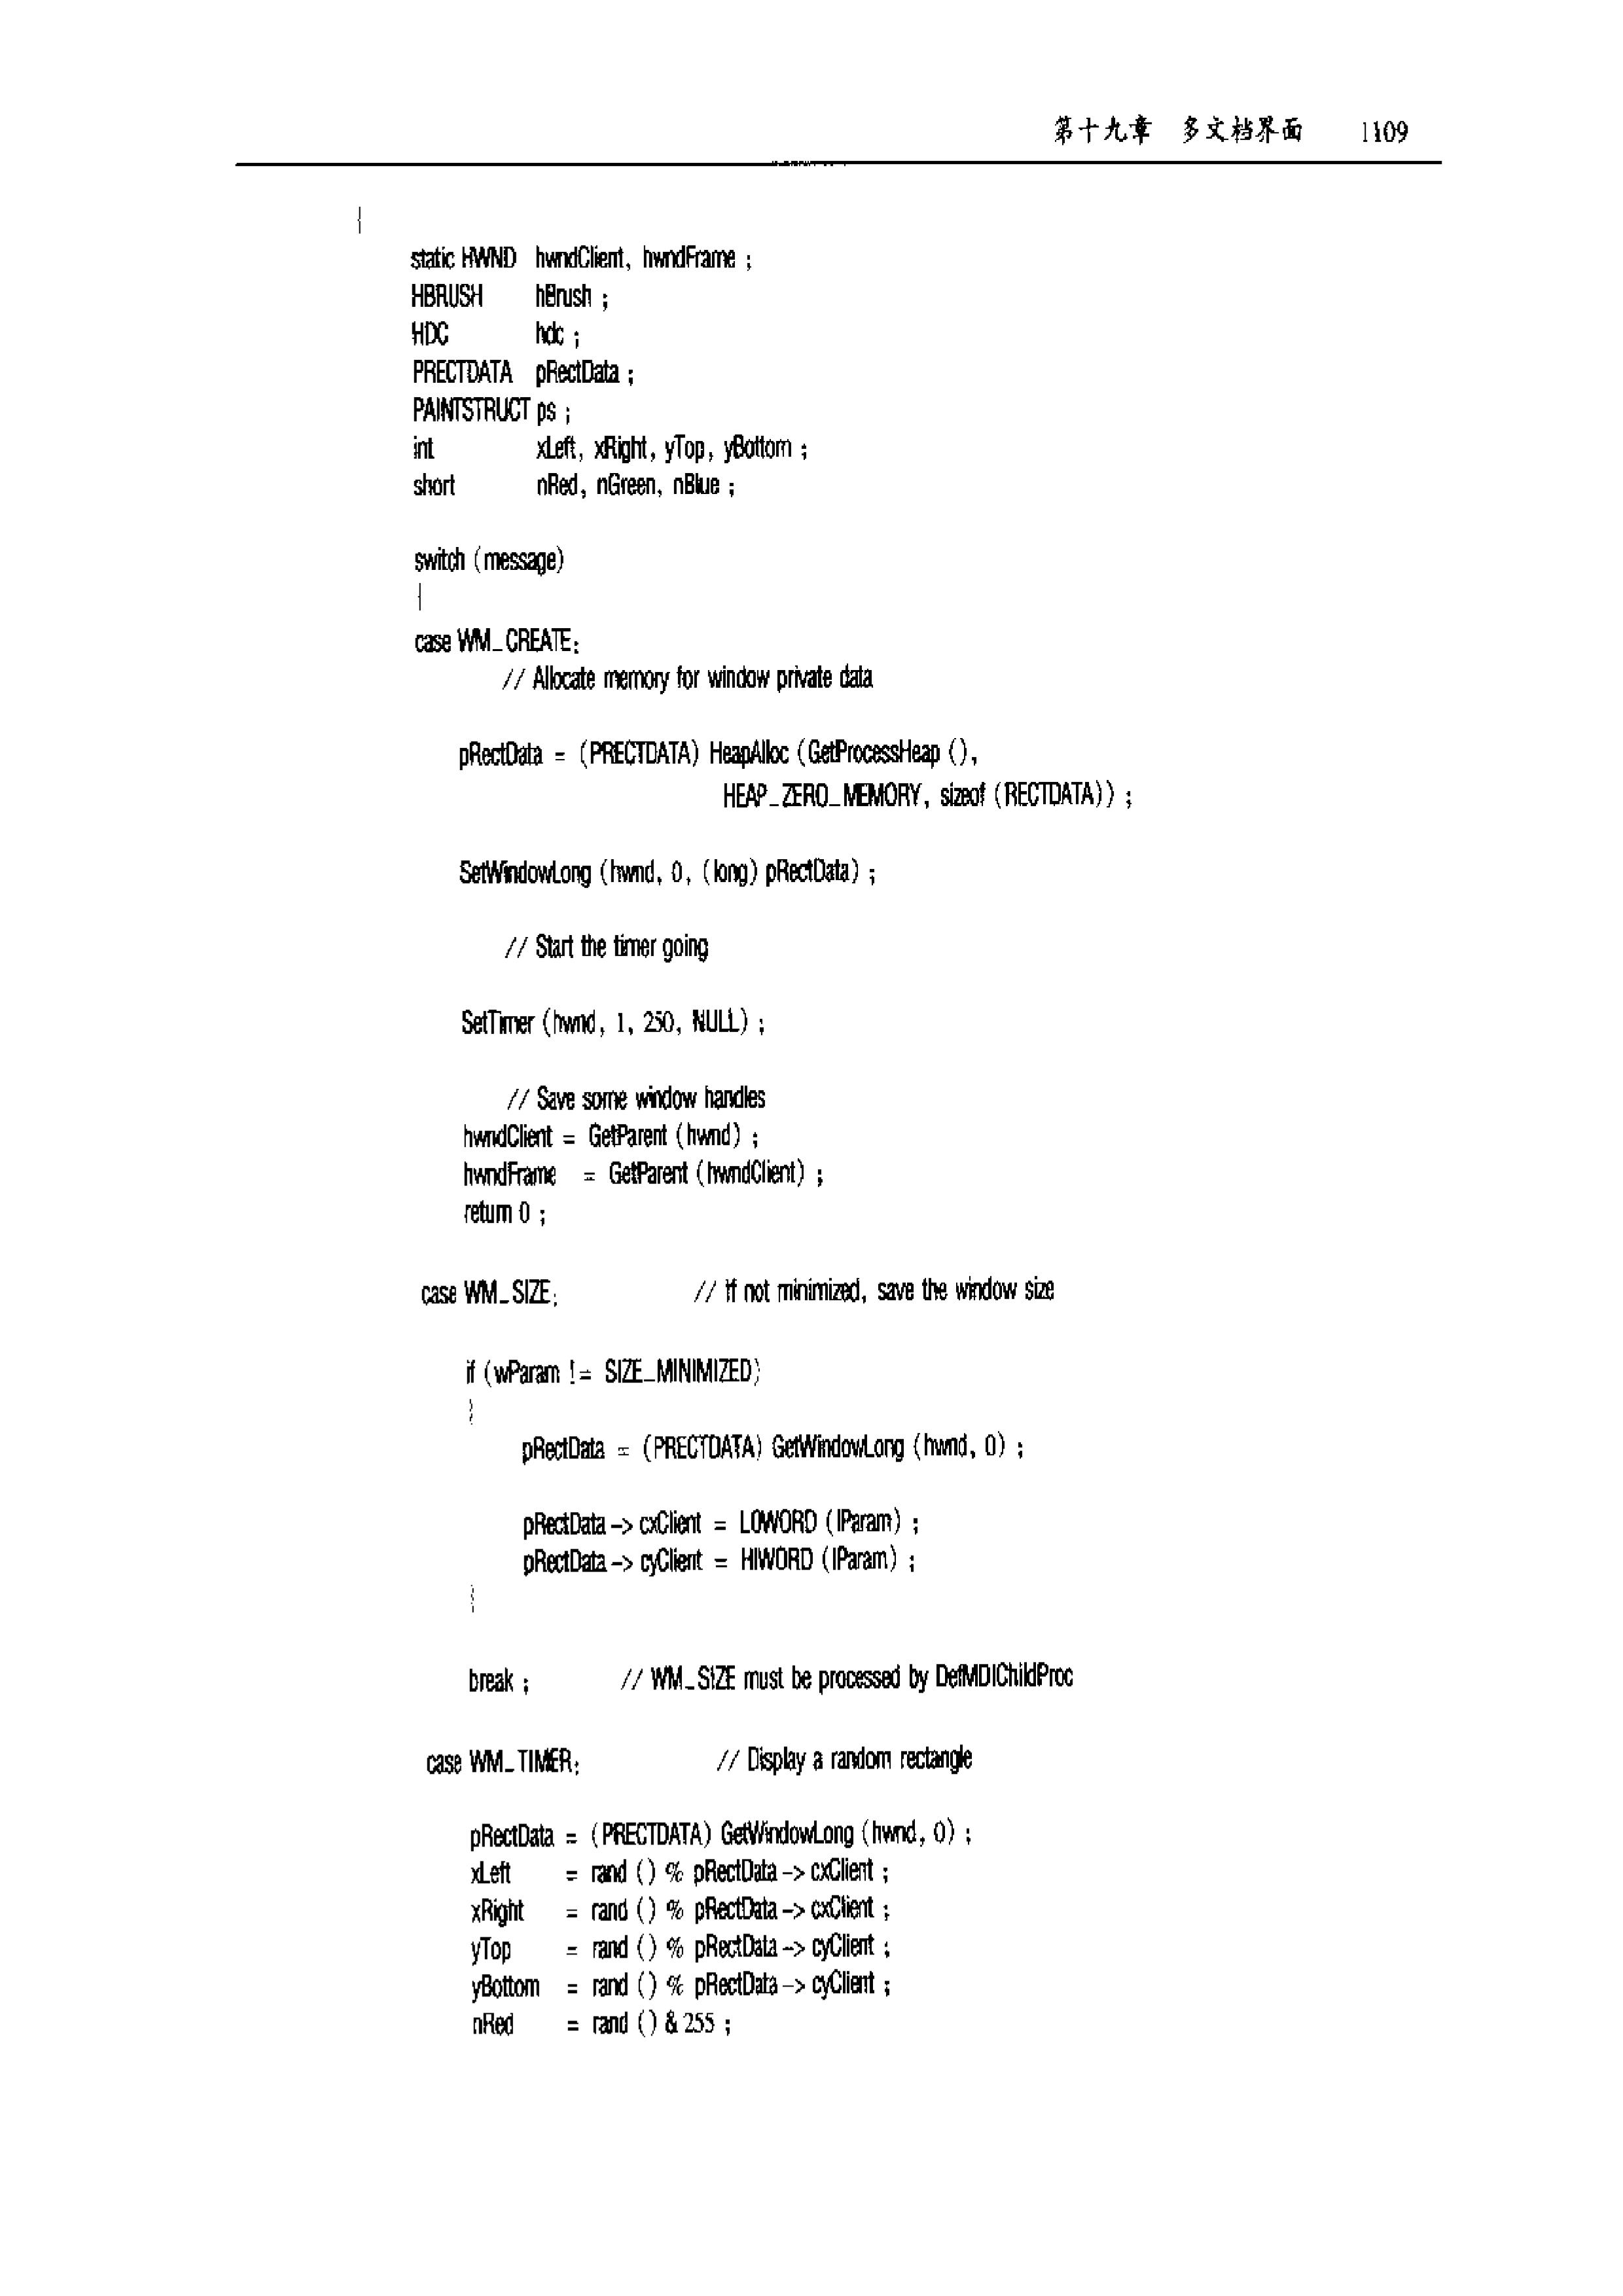 第十九章 多文档界面 1109
{
static HWND hwndClient, hwndFrame ;
HBRUSH hBrush ;
HDC hdc ;
PRECTDATA pRectData ;
PAINTSTRUCT ps ;
int xLeft, xRight, yTop, yBottom ;
short nRed, nGreen, nBlue ;
switch (message)
{
case WM_CREATE:
// Allocate memory for window private data
pRectData = (PRECTDATA) HeapAlloc (GetProcessHeap (),
HEAP_ZERO_MEMORY, sizeof (RECTDATA)) ;
SetWindowLong (hwnd, 0, (long) pRectData) ;
// Start the timer going
SetTimer (hwnd, 1, 250, NULL) ;
// Save some window handles
hwndClient = GetParent (hwnd) ;
hwndFrame = GetParent (hwndClient) ;
return 0 ;
case WM_SIZE: // If not minimized, save the window size
if (wParam != SIZE_MINIMIZED)
{
pRectData = (PRECTDATA) GetWindowLong (hwnd, 0) ;
pRectData -> cxClient = LOWORD (lParam) ;
pRectData -> cyClient = HIWORD (lParam) ;
}
break ; // WM_SIZE must be processed by DefMDIChildProc
case WM_TIMER: // Display a random rectangle
pRectData = (PRECTDATA) GetWindowLong (hwnd, 0) ;
xLeft = rand () % pRectData -> cxClient ;
xRight = rand () % pRectData -> cxClient ;
yTop = rand () % pRectData -> cyClient ;
yBottom = rand () % pRectData -> cyClient ;
nRed = rand () & 255 ;